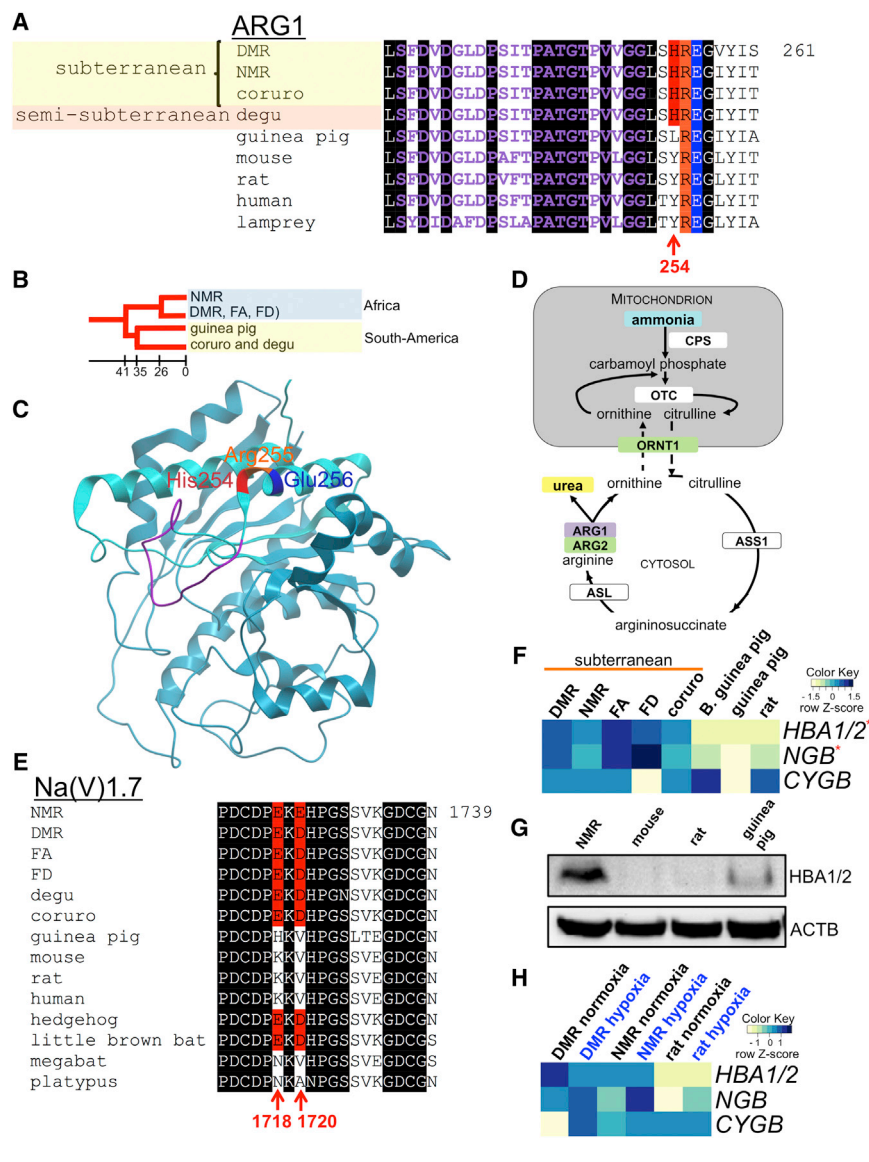 A
ARG1
subterranean
semi-subterranean
DMR LSFDVDGLDPSITPATGTPVVGGLSHREGVYIS 261
NMR LSFDVDGLDPSITPATGTPVVGGLSHREGIYIT
coruro LSFDVDGLDPSITPATGTPVVGGLSHREGIYIT
degu LSFDVDGLDPSITPATGTPVVGGLSHREGIYIT
guinea pig LSFDVDGLDPSITPATGTPVVGGLSLREGIYIA
mouse LSFDVDGLDPAFTPATGTPVLGGLSYREGLYIT
rat LSFDVDGLDPVFTPATGTPVVGGLSYREGLYIT
human LSFDVDGLDPSFTPATGTPVVGGLTYREGLYIT
lamprey LSYDIDAFDPSLAPATGTPVLGGLTYREGLYIA
254
B
NMR
DMR, FA, FD)
Africa
guinea pig
coruro and degu
South-America
41 35 26 0
C
Arg255
His254
Glu256
D
MITOCHONDRION
ammonia
CPS
carbamoyl phosphate
OTC
ornithine citrulline
ORNT1
urea
ornithine citrulline
ARG1
ARG2
arginine
CYTOSOL
ASS1
ASL
argininosuccinate
E
Na(V)1.7
NMR PDCDPEKEHPGSSVKGDCGN 1739
DMR PDCDPEKDHPGSSVKGDCGN
FA PDCDPEKDHPGSSVKGDCGN
FD PDCDPEKDHPGSSVKGDCGN
degu PDCDPEKDHPGNSVKGDCGN
coruro PDCDPEKDHPGSSVKGDCGN
guinea pig PDCDPHKVHPGSLTEGDCGN
mouse PDCDPKKVHPGSSVEGDCGN
rat PDCDPKKVHPGSSVEGDCGN
human PDCDPKKVHPGSSVEGDCGN
hedgehog PDCDPEKDHPGSSVKGDCGN
little brown bat PDCDPEKDHPGSSVKGDCGS
megabat PDCDPNKVHPGSSVEGDCGS
platypus PDCDPNKANPGSSVKGDCGN
1718 1720
F
subterranean
DMR
NMR
FA
FD
coruro
B. guinea pig
guinea pig
rat
Color Key
- 1.5 1.5
row Z-score
HBA1/2*
NGB*
CYGB
G
NMR
mouse
rat
guinea
pig
HBA1/2
ACTB
H
DMR normoxia
DMR hypoxia
NMR normoxia
NMR hypoxia
rat normoxia
rat hypoxia
Color Key
-1 1
row Z-score
HBA1/2
NGB
CYGB